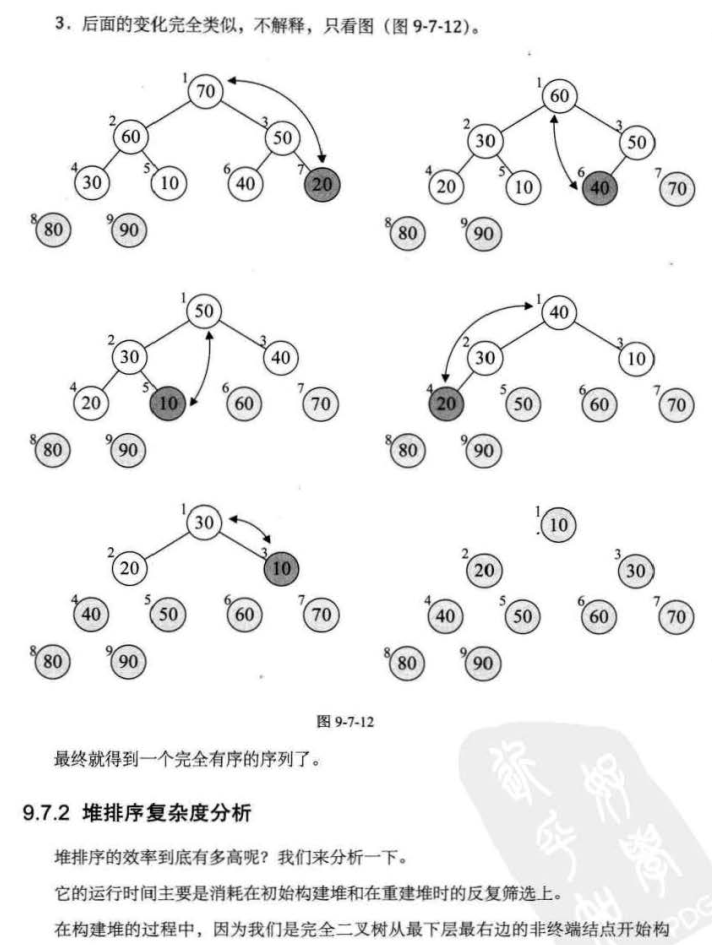 3．后面的变化完全类似，不解释，只看图（图 9-7-12）。
1 70
2 60 3 50
4 30 5 10 6 40 7 20
8 80 9 90
1 60
2 30 3 50
4 20 5 10 6 40 7 70
8 80 9 90
1 50
2 30 3 40
4 20 5 10 6 60 7 70
8 80 9 90
1 40
2 30 3 10
4 20 5 50 6 60 7 70
8 80 9 90
1 30
2 20 3 10
4 40 5 50 6 60 7 70
8 80 9 90
1 10
2 20 3 30
4 40 5 50 6 60 7 70
8 80 9 90
图 9-7-12
最终就得到一个完全有序的序列了。
9.7.2 堆排序复杂度分析
堆排序的效率到底有多高呢？我们来分析一下。
它的运行时间主要是消耗在初始构建堆和在重建堆时的反复筛选上。
在构建堆的过程中，因为我们是完全二叉树从最下层最右边的非终端结点开始构